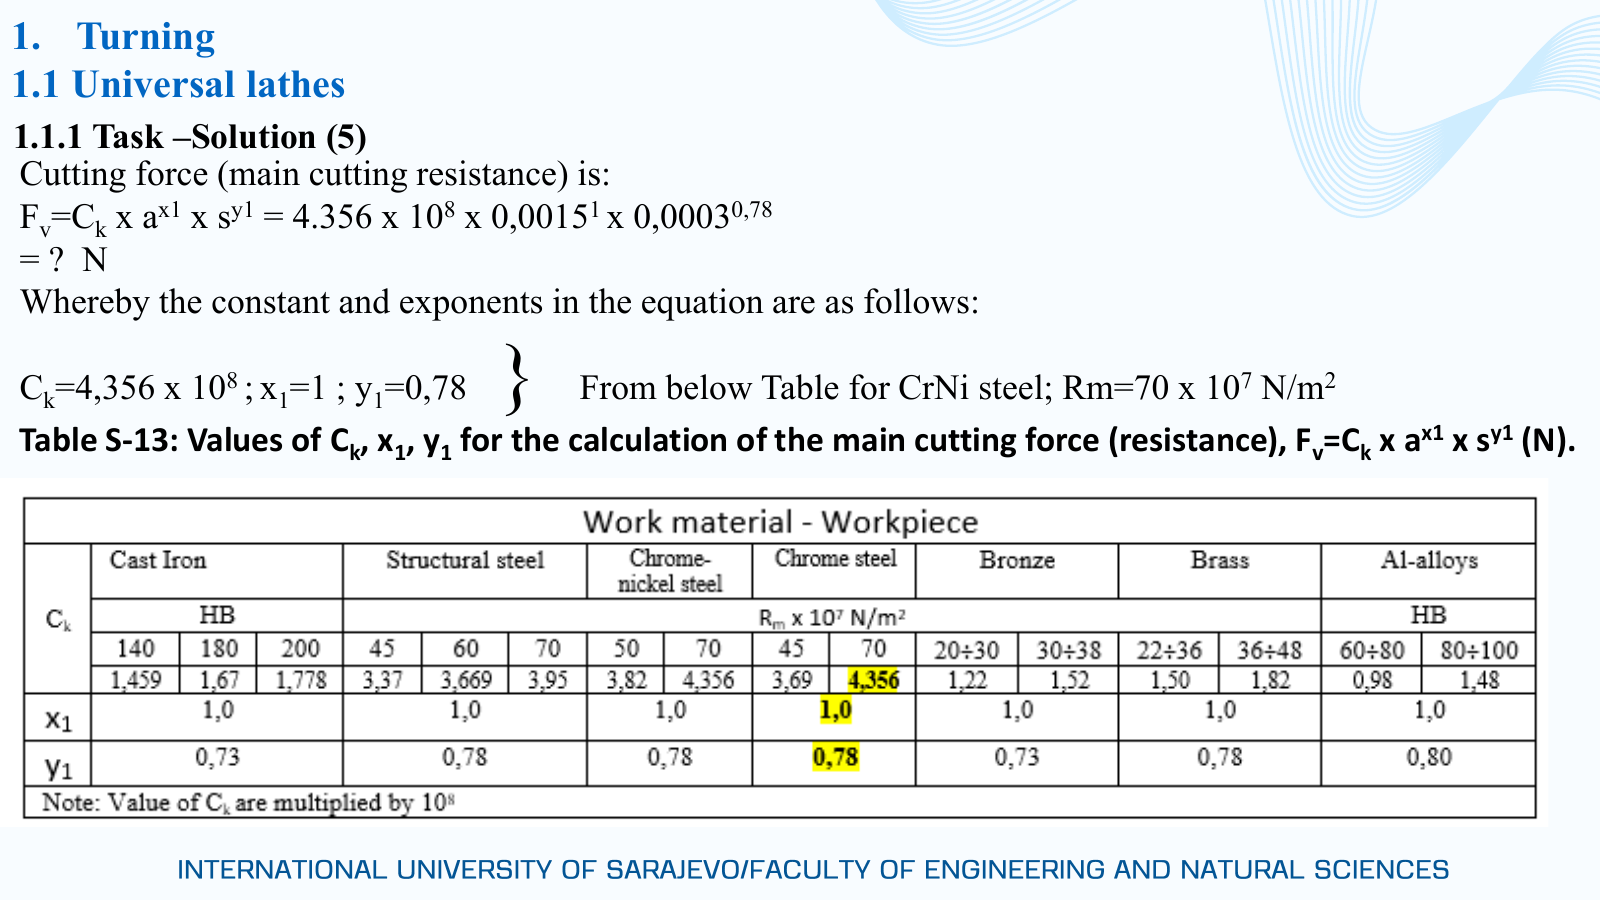 1. Turning
1.1 Universal lathes
1.1.1 Task –Solution (5)
Cutting force (main cutting resistance) is:
Fv=Ck x a^x1 x s^y1 = 4.356 x 10⁸ x 0,0015¹ x 0,0003^0,78
= ? N
Whereby the constant and exponents in the equation are as follows:
Ck=4,356 x 10⁸ ; x₁=1 ; y₁=0,78 } From below Table for CrNi steel; Rm=70 x 10⁷ N/m²
Table S-13: Values of Ck, x₁, y₁ for the calculation of the main cutting force (resistance), Fv=Ck x a^x1 x s^y1 (N).
Work material - Workpiece
Ck Cast Iron Structural steel Chrome-nickel steel Chrome steel Bronze Brass Al-alloys
HB Rm x 10⁷ N/m² HB
140 180 200 45 60 70 50 70 45 70 20÷30 30÷38 22÷36 36÷48 60÷80 80÷100
1,459 1,67 1,778 3,37 3,669 3,95 3,82 4,356 3,69 4,356 1,22 1,52 1,50 1,82 0,98 1,48
x1 1,0 1,0 1,0 1,0 1,0 1,0 1,0
y1 0,73 0,78 0,78 0,78 0,73 0,78 0,80
Note: Value of Ck are multiplied by 10⁸
INTERNATIONAL UNIVERSITY OF SARAJEVO/FACULTY OF ENGINEERING AND NATURAL SCIENCES